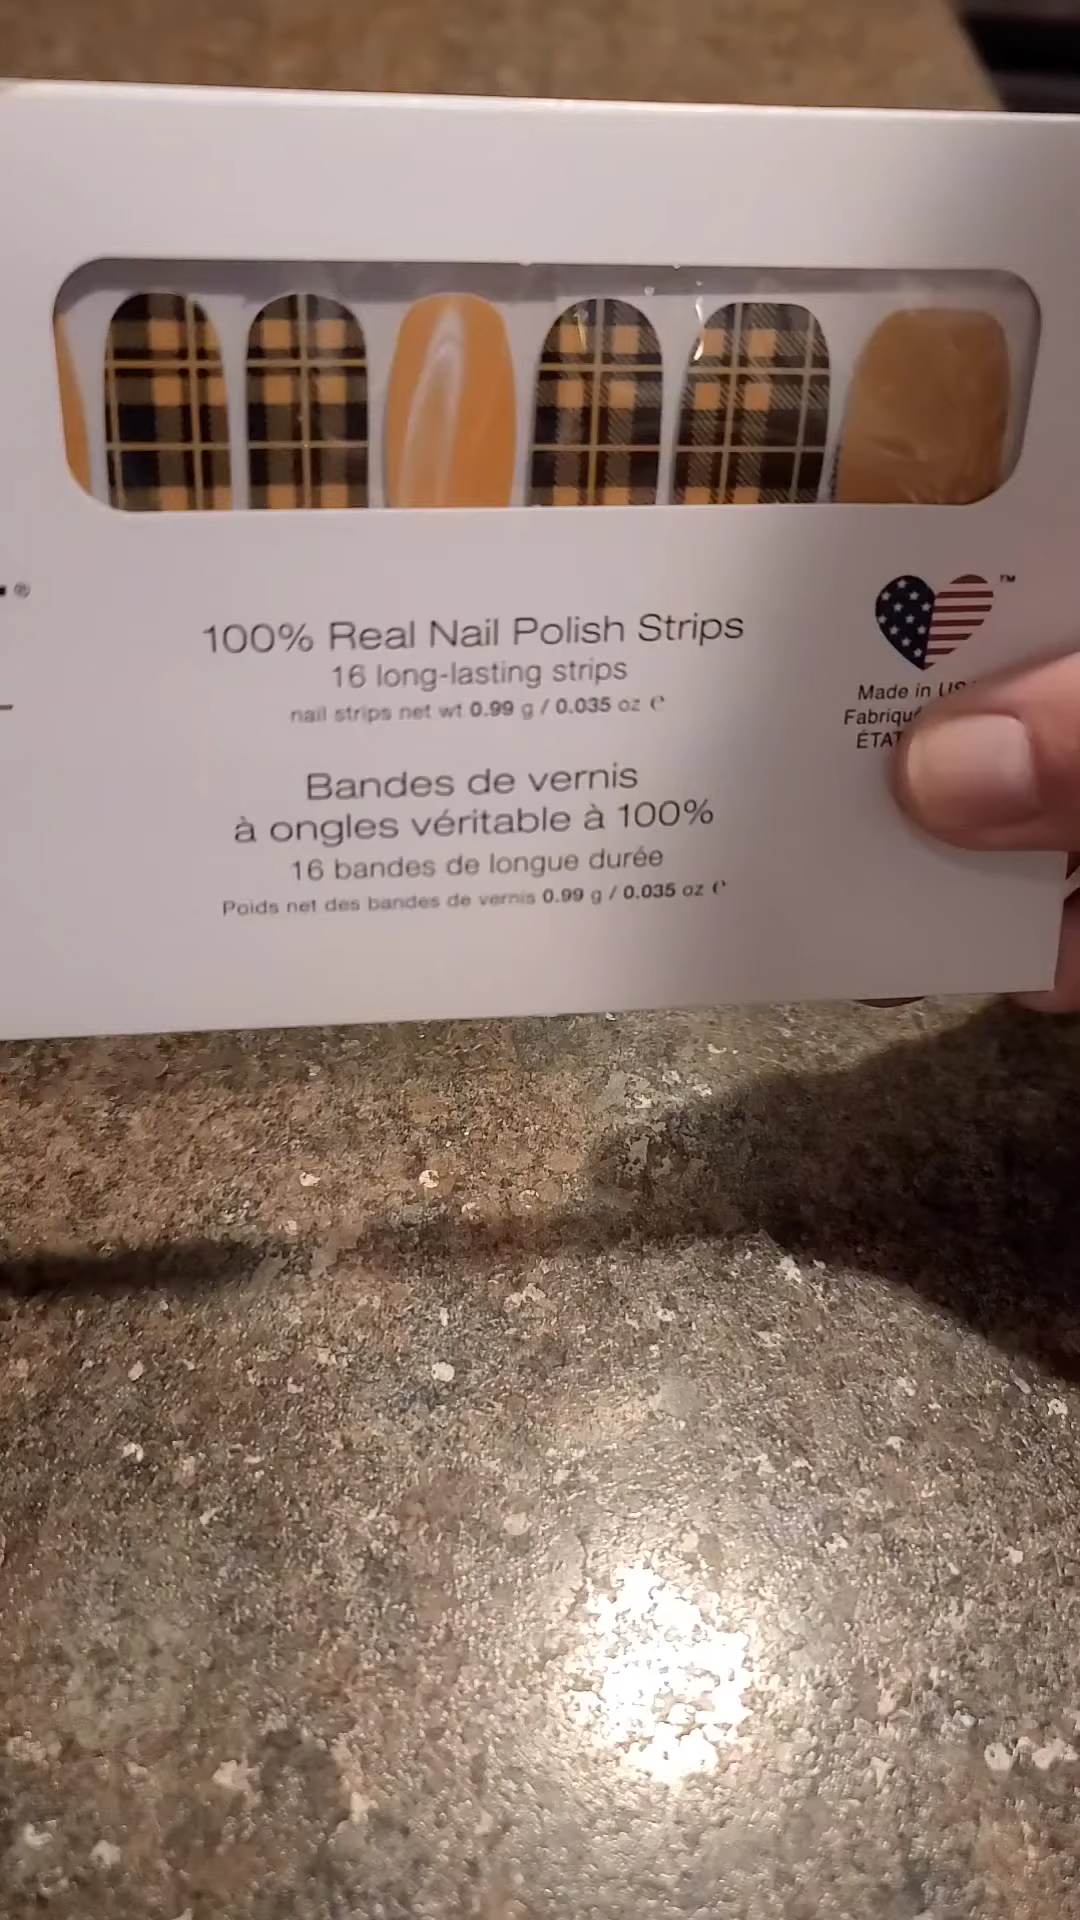 ®
100% Real Nail Polish Strips
16 long-lasting strips
nail strips net wt 0.99 g / 0.035 oz ℮
Bandes de vernis
à ongles véritable à 100%
16 bandes de longue durée
Poids net des bandes de vernis 0.99 g / 0.035 oz ℮
TM
Made in